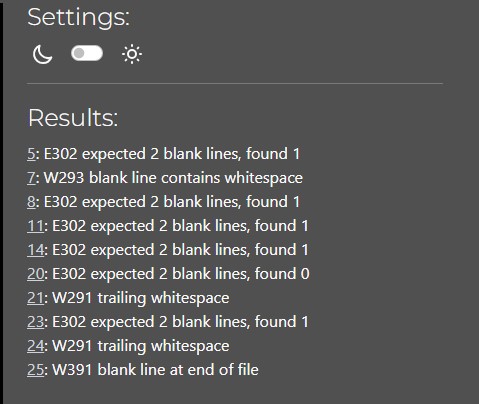 Settings:
Results:
5: E302 expected 2 blank lines, found 1
7: W293 blank line contains whitespace
8: E302 expected 2 blank lines, found 1
11: E302 expected 2 blank lines, found 1
14: E302 expected 2 blank lines, found 1
20: E302 expected 2 blank lines, found 0
21: W291 trailing whitespace
23: E302 expected 2 blank lines, found 1
24: W291 trailing whitespace
25: W391 blank line at end of file